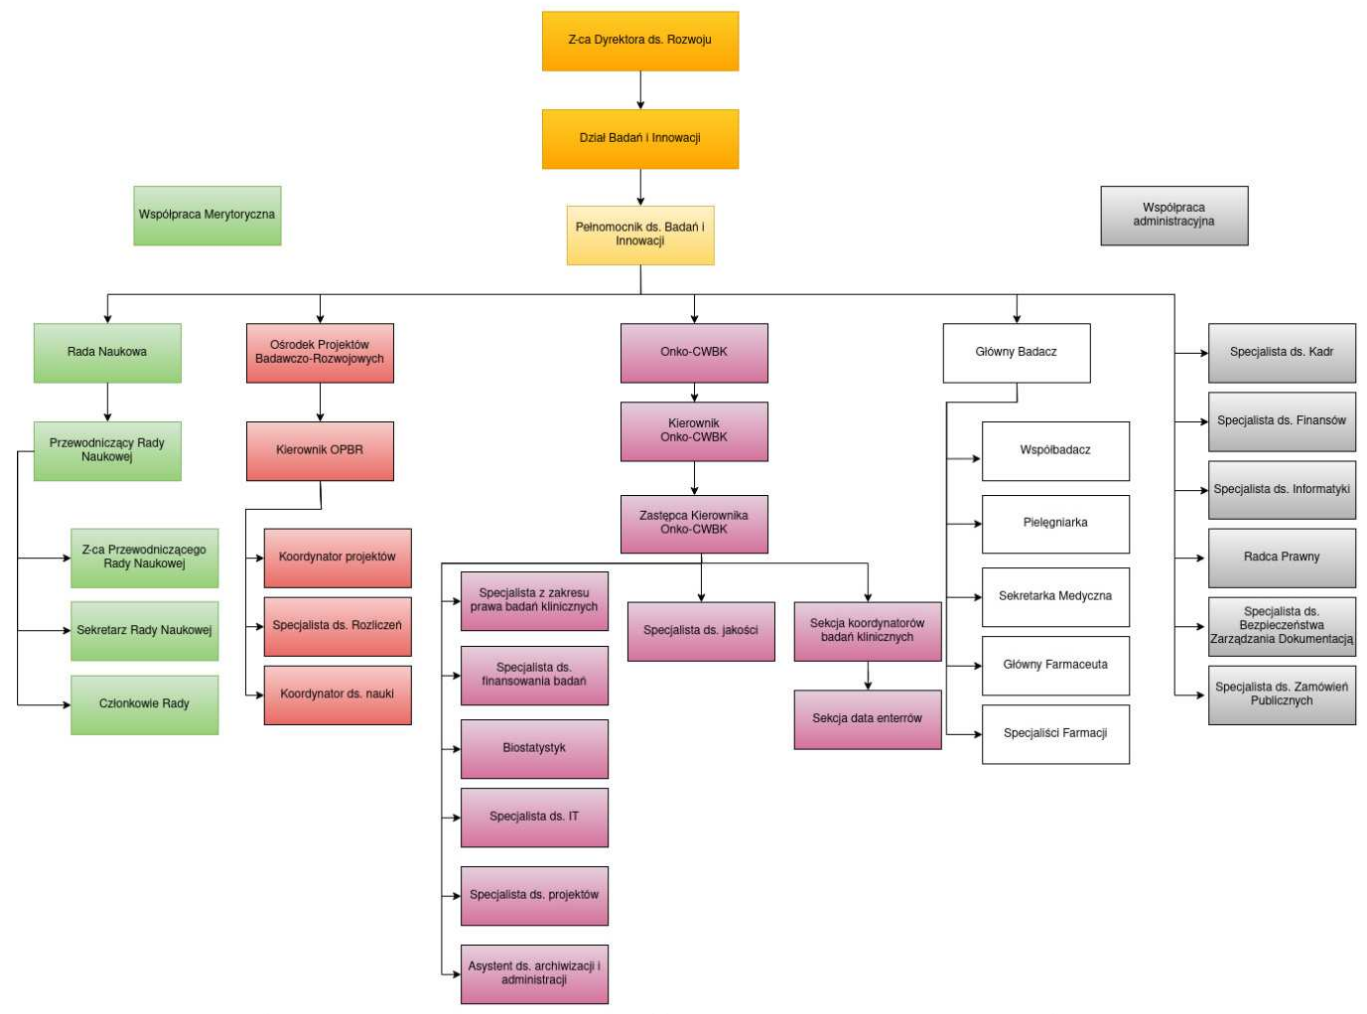 Z-ca Dyrektora ds. Rozwoju
Dział Badań i Innowacji
Współpraca Merytoryczna
Pełnomocnik ds. Badań i
Innowacji
Współpraca
administracyjna
Rada Naukowa
Ośrodek Projektów
Badawczo-Rozwojowych
Onko-CWBK
Główny Badacz
Specjalista ds. Kadr
Przewodniczący Rady
Naukowej
Kierownik OPBR
Kierownik
Onko-CWBK
Współbadacz
Specjalista ds. Finansów
Zastępca Kierownika
Onko-CWBK
Pielęgniarka
Specjalista ds. Informatyki
Z-ca Przewodniczącego
Rady Naukowej
Koordynator projektów
Specjalista z zakresu
prawa badań klinicznych
Sekretarka Medyczna
Radca Prawny
Sekretarz Rady Naukowej
Specjalista ds. Rozliczeń
Specjalista ds. jakości
Sekcja koordynatorów
badań klinicznych
Specjalista ds.
Bezpieczeństwa
Zarządzania Dokumentacją
Członkowie Rady
Koordynator ds. nauki
Specjalista ds.
finansowania badań
Główny Farmaceuta
Specjalista ds. Zamówień
Publicznych
Biostatystyk
Sekcja data enterrów
Specjaliści Farmacji
Specjalista ds. IT
Specjalista ds. projektów
Asystent ds. archiwizacji i
administracji